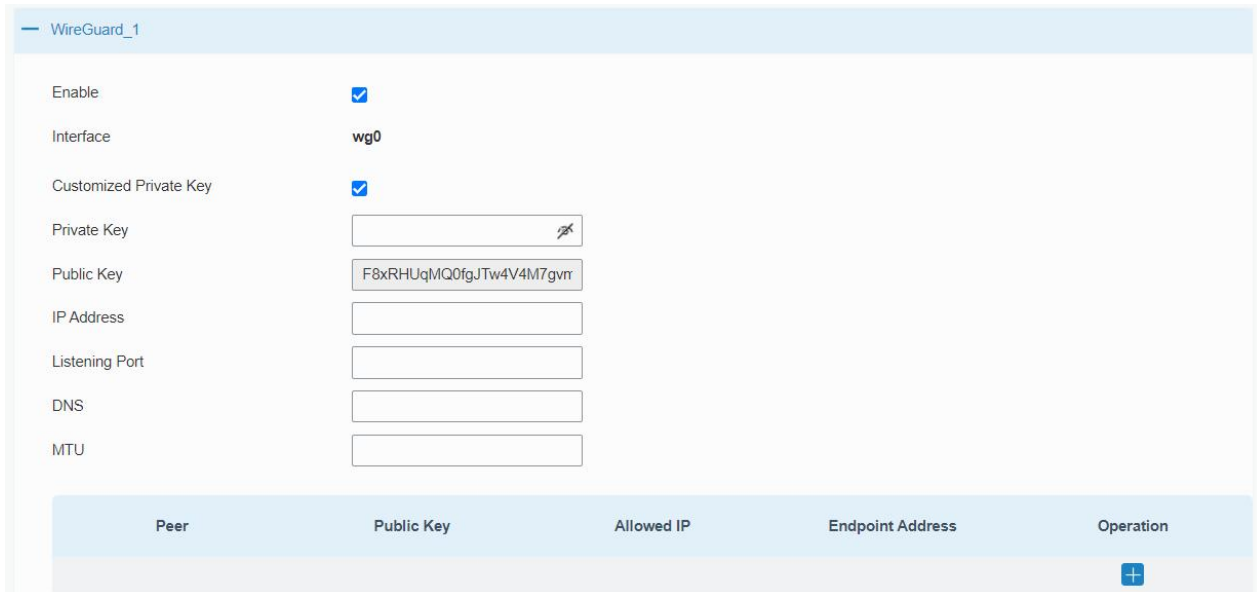 WireGuard_1
Enable
Interface wg0
Customized Private Key
Private Key
Public Key F8xRHUqMQ0fgJTw4V4M7gvm
IP Address
Listening Port
DNS
MTU
Peer Public Key Allowed IP Endpoint Address Operation